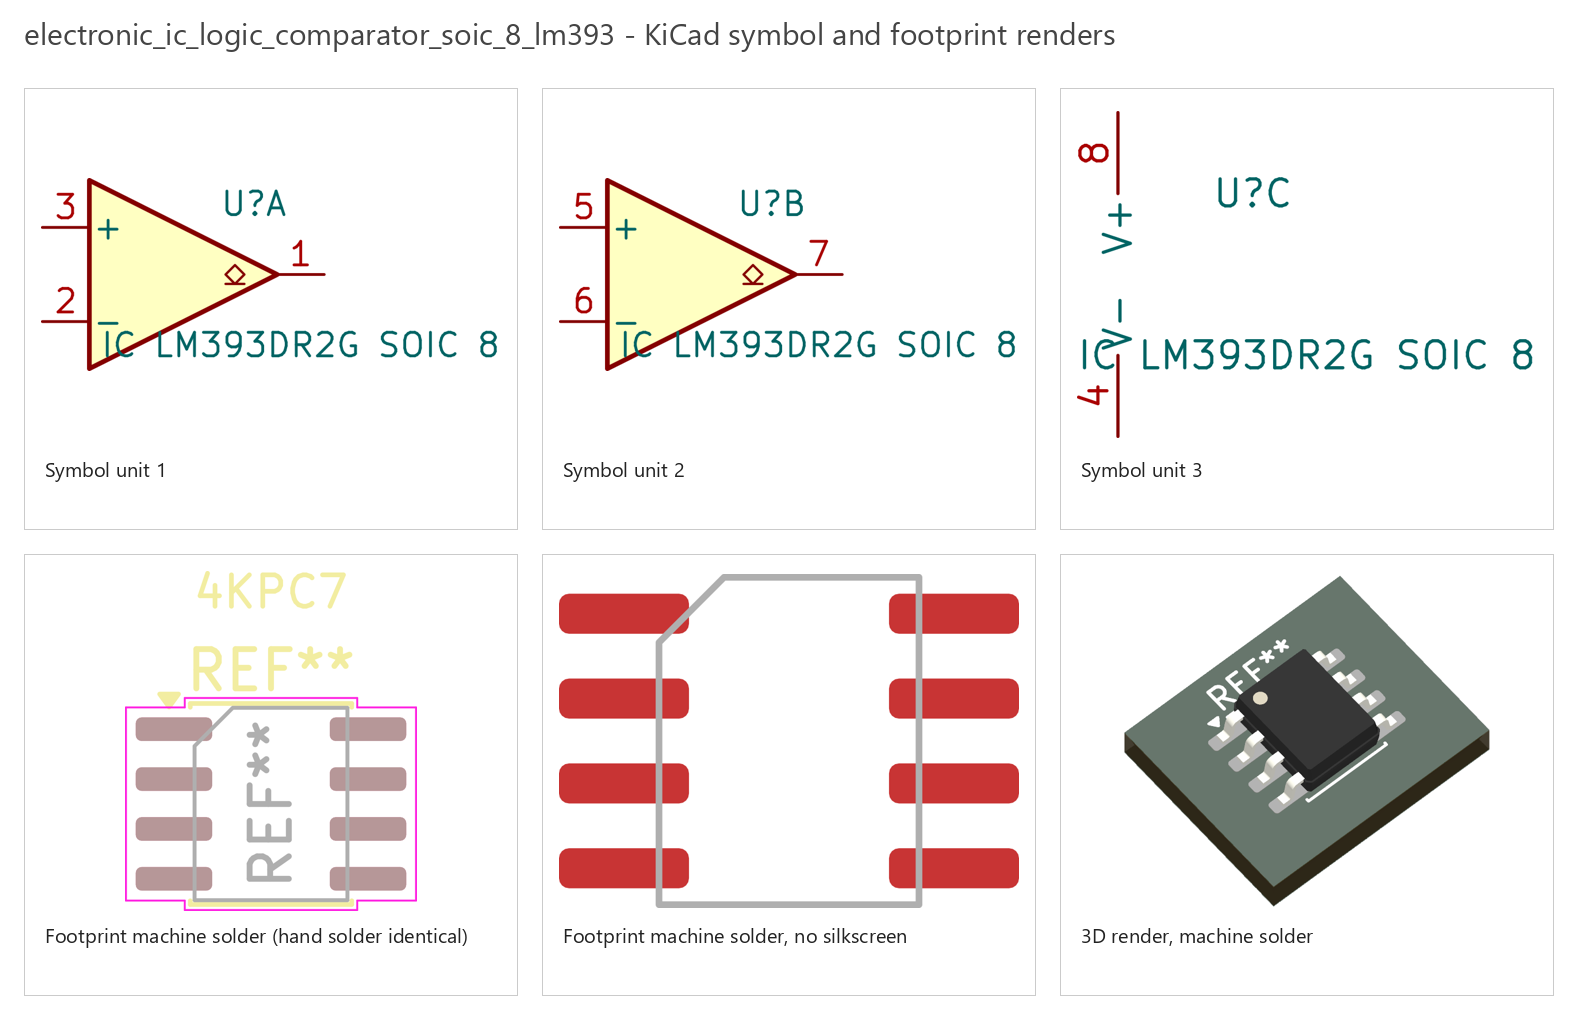 electronic_ic_logic_comparator_soic_8_lm393 - KiCad symbol and footprint renders
U?A
3
+
1
2
−
IC LM393DR2G SOIC 8
Symbol unit 1
U?B
5
+
7
6
−
IC LM393DR2G SOIC 8
Symbol unit 2
8
U?C
V+
V−
IC LM393DR2G SOIC 8
4
Symbol unit 3
4KPC7
REF**
REF**
Footprint machine solder (hand solder identical)
Footprint machine solder, no silkscreen
REF**
3D render, machine solder